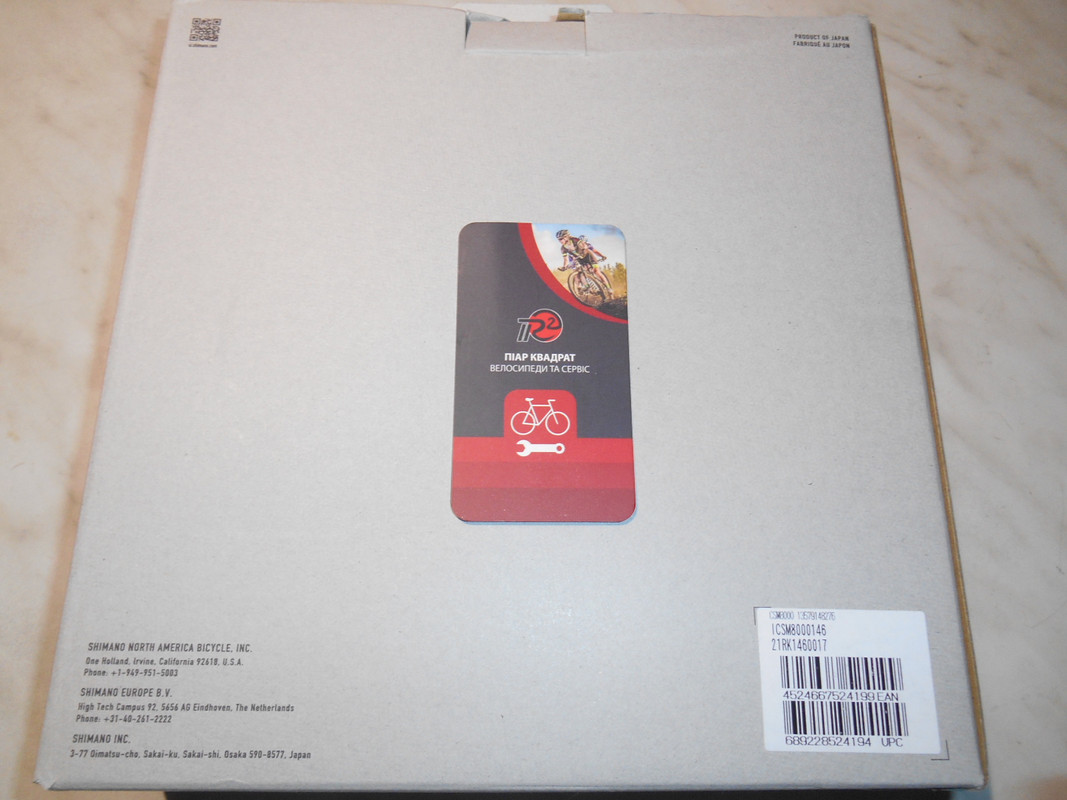 PRODUCT OF JAPAN
FABRIQUÉ AU JAPON
ПІАР КВАДРАТ
ВЕЛОСИПЕДИ ТА СЕРВІС
SHIMANO NORTH AMERICA BICYCLE, INC.
One Holland, Irvine, California 92618, U.S.A.
Phone: +1-949-951-5003
SHIMANO EUROPE B.V.
High Tech Campus 92, 5656 AG Eindhoven, The Netherlands
Phone: +31-40-261-2222
SHIMANO INC.
3-77 Oimatsu-cho, Sakai-ku, Sakai-shi, Osaka 590-8577, Japan
CSM8000
ICSM8000146
21RK1460017
4524667524199 EAN
689228524194 UPC